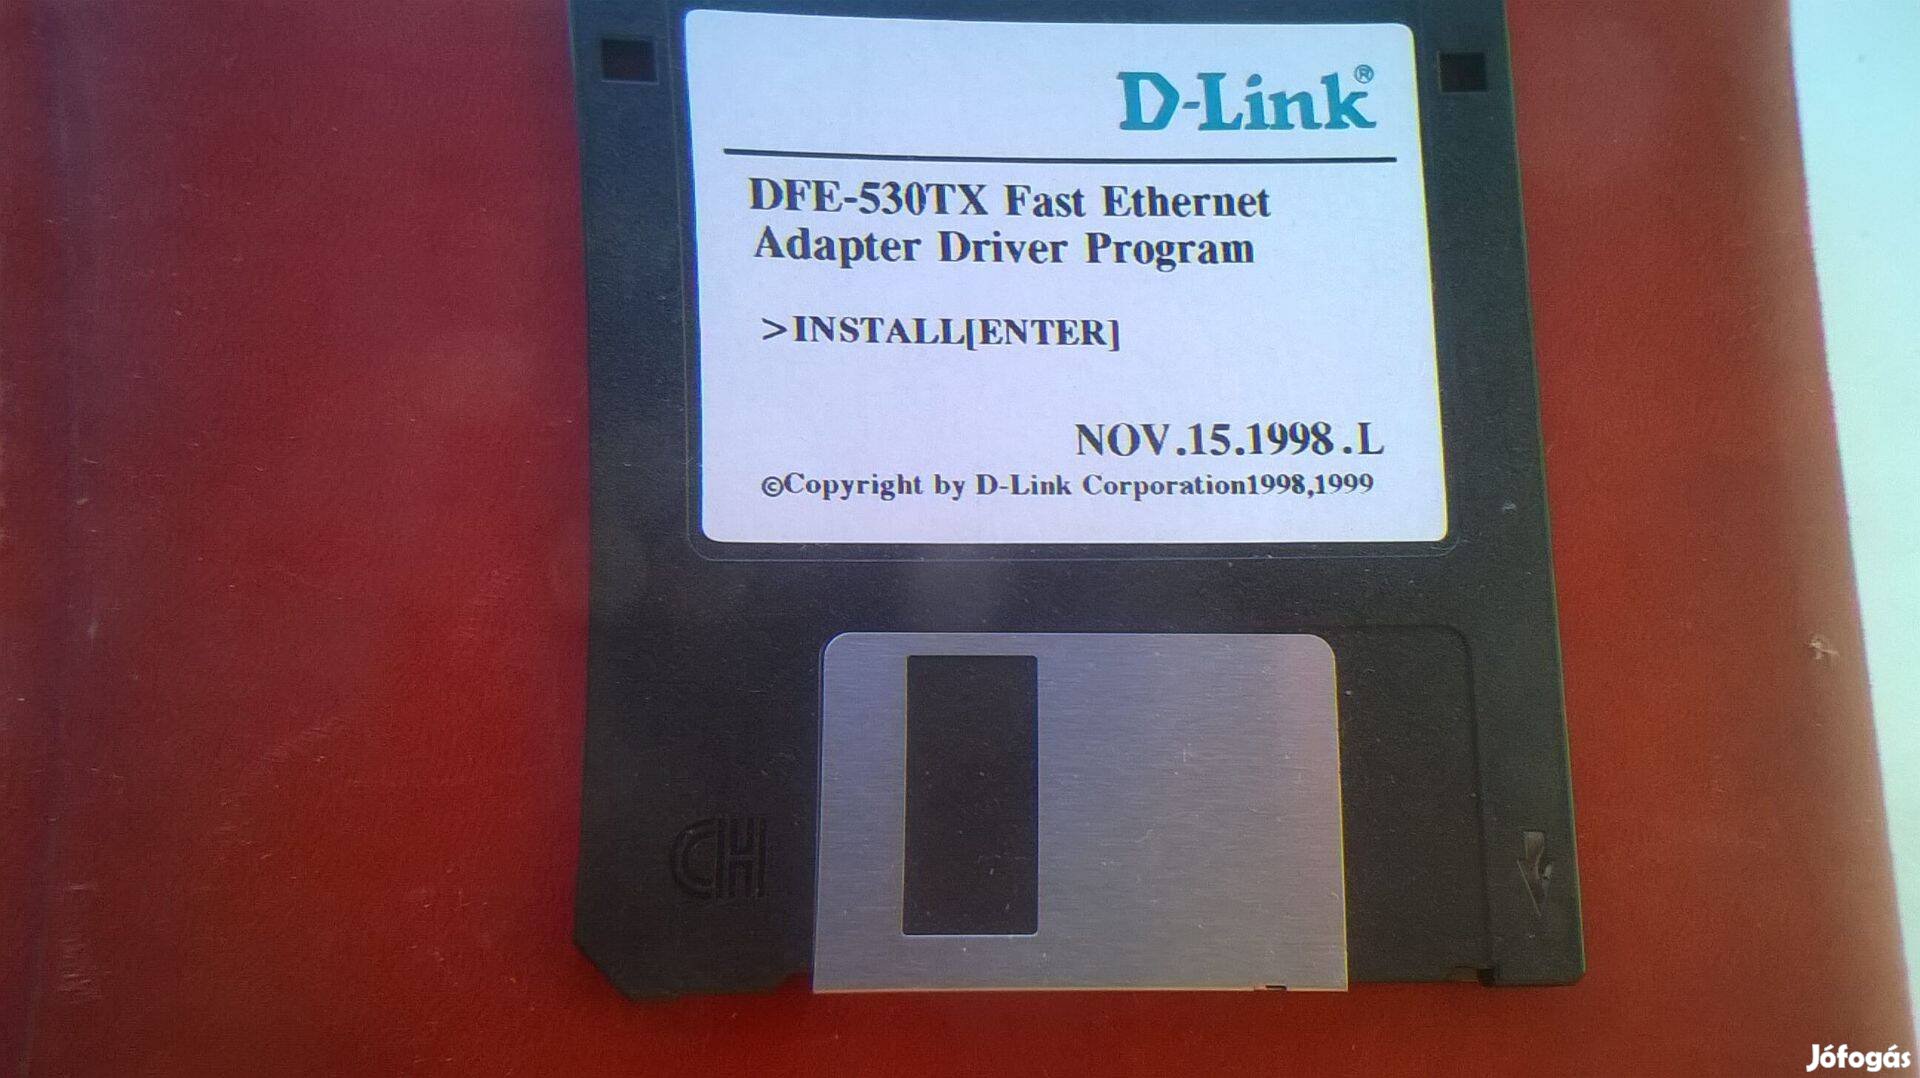 D-Link®
DFE-530TX Fast Ethernet
Adapter Driver Program
>INSTALL[ENTER]
NOV.15.1998.L
©Copyright by D-Link Corporation1998,1999
CH
Jófogás